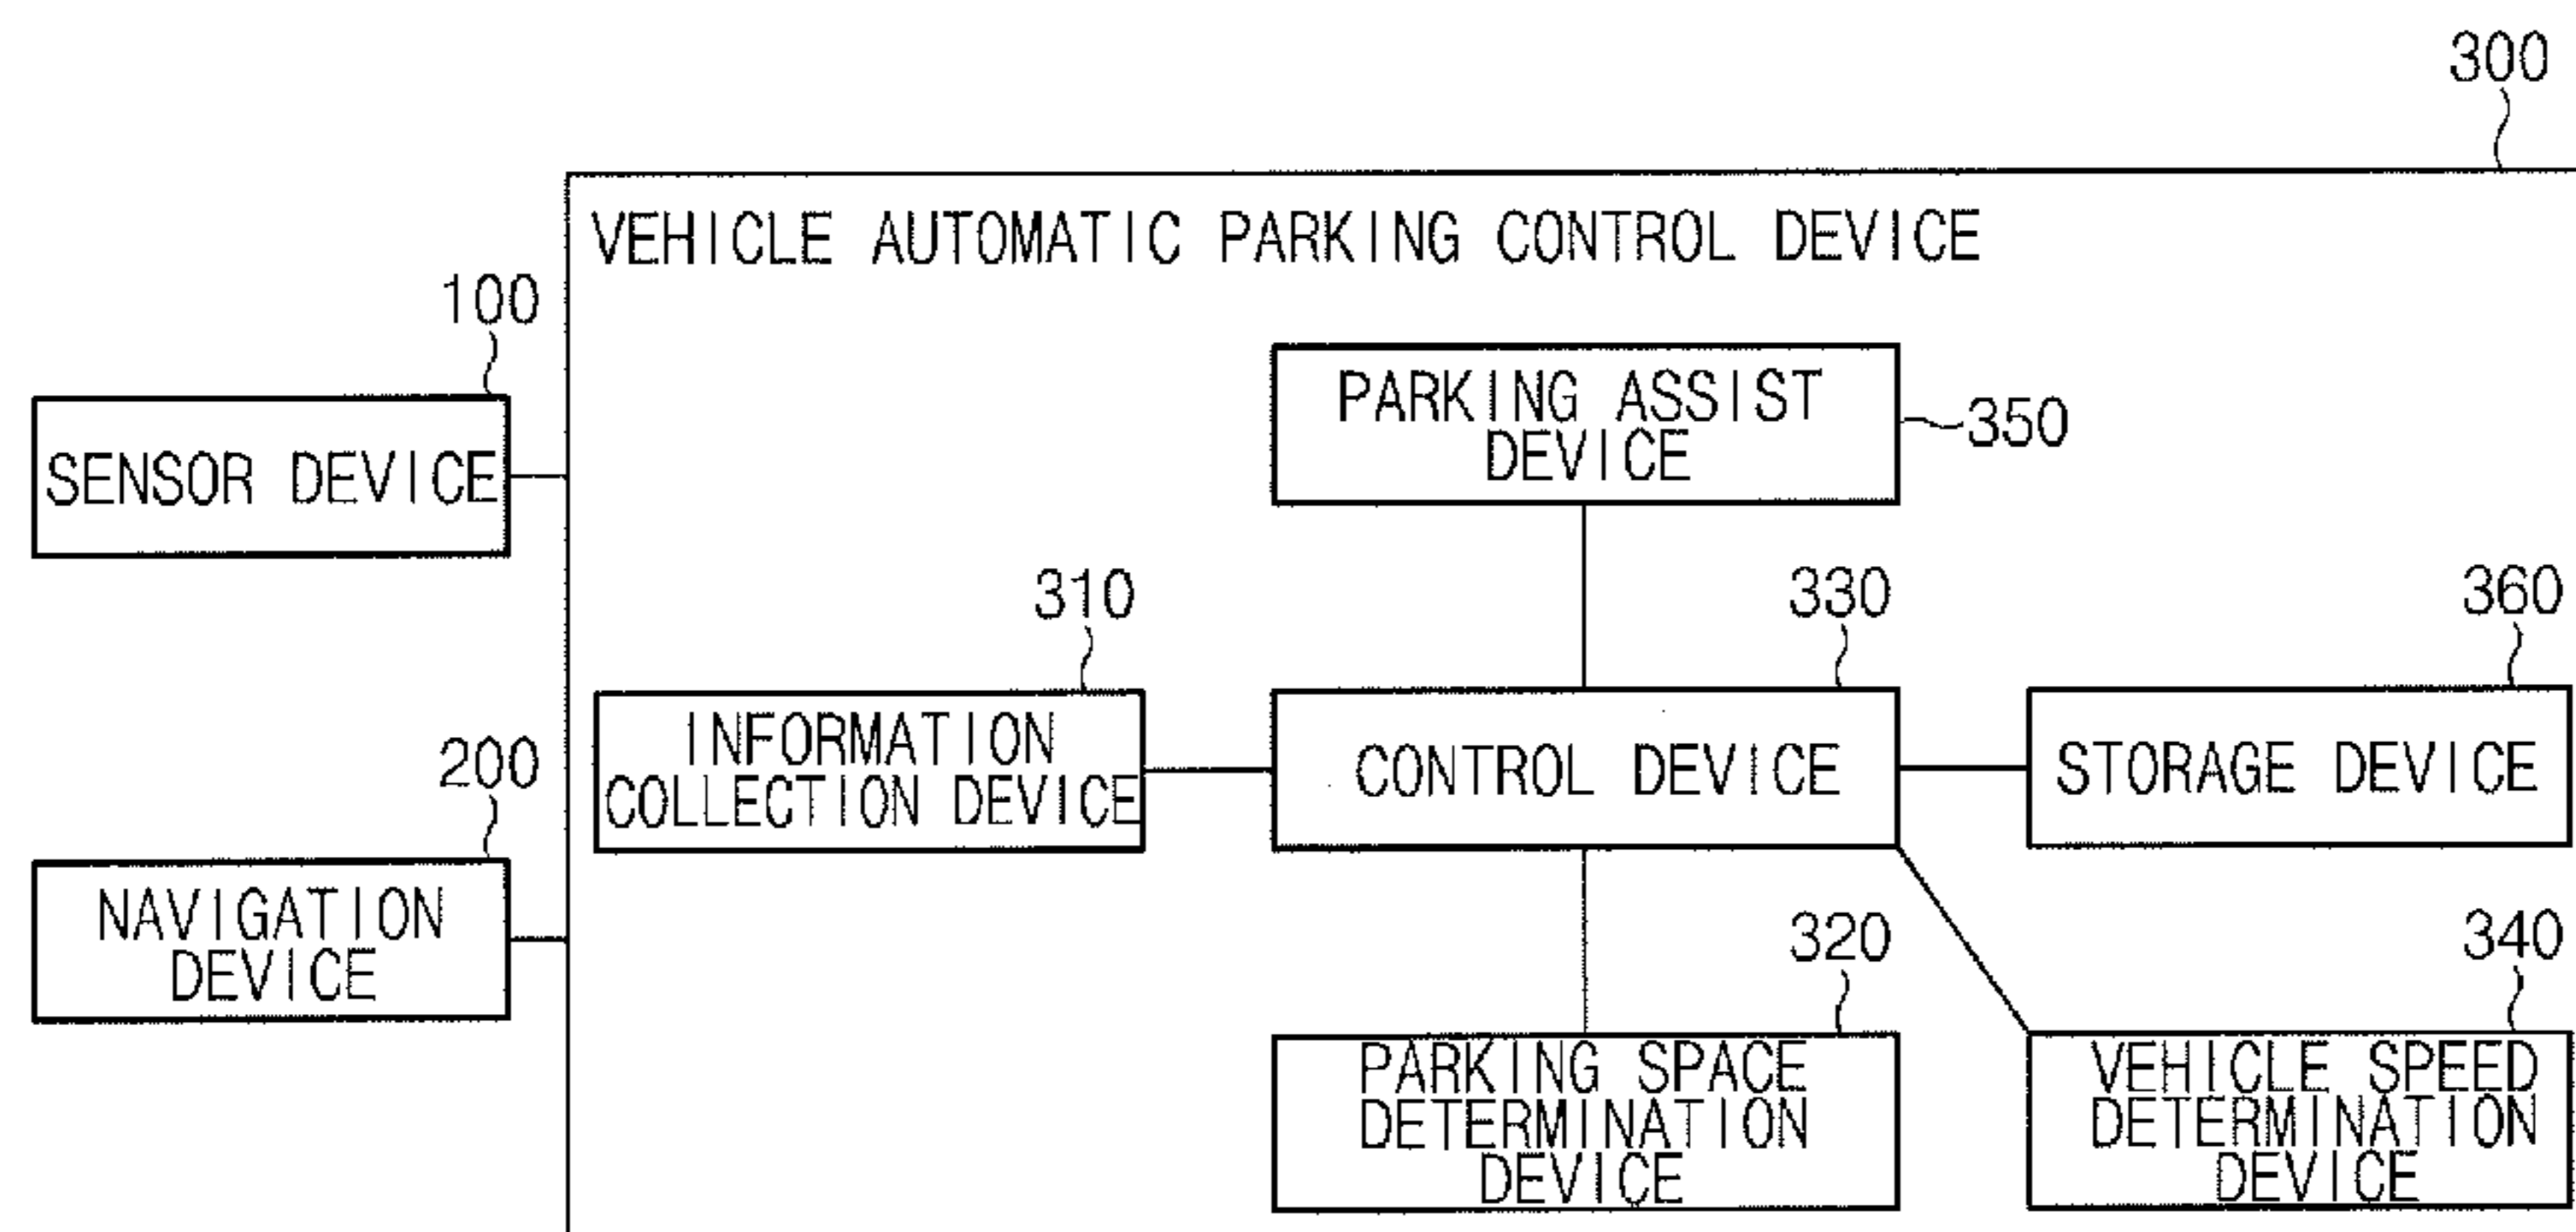 300
VEHICLE AUTOMATIC PARKING CONTROL DEVICE
100
SENSOR DEVICE
PARKING ASSIST
DEVICE
350
310
INFORMATION
COLLECTION DEVICE
330
CONTROL DEVICE
360
STORAGE DEVICE
200
NAVIGATION
DEVICE
320
PARKING SPACE
DETERMINATION
DEVICE
340
VEHICLE SPEED
DETERMINATION
DEVICE